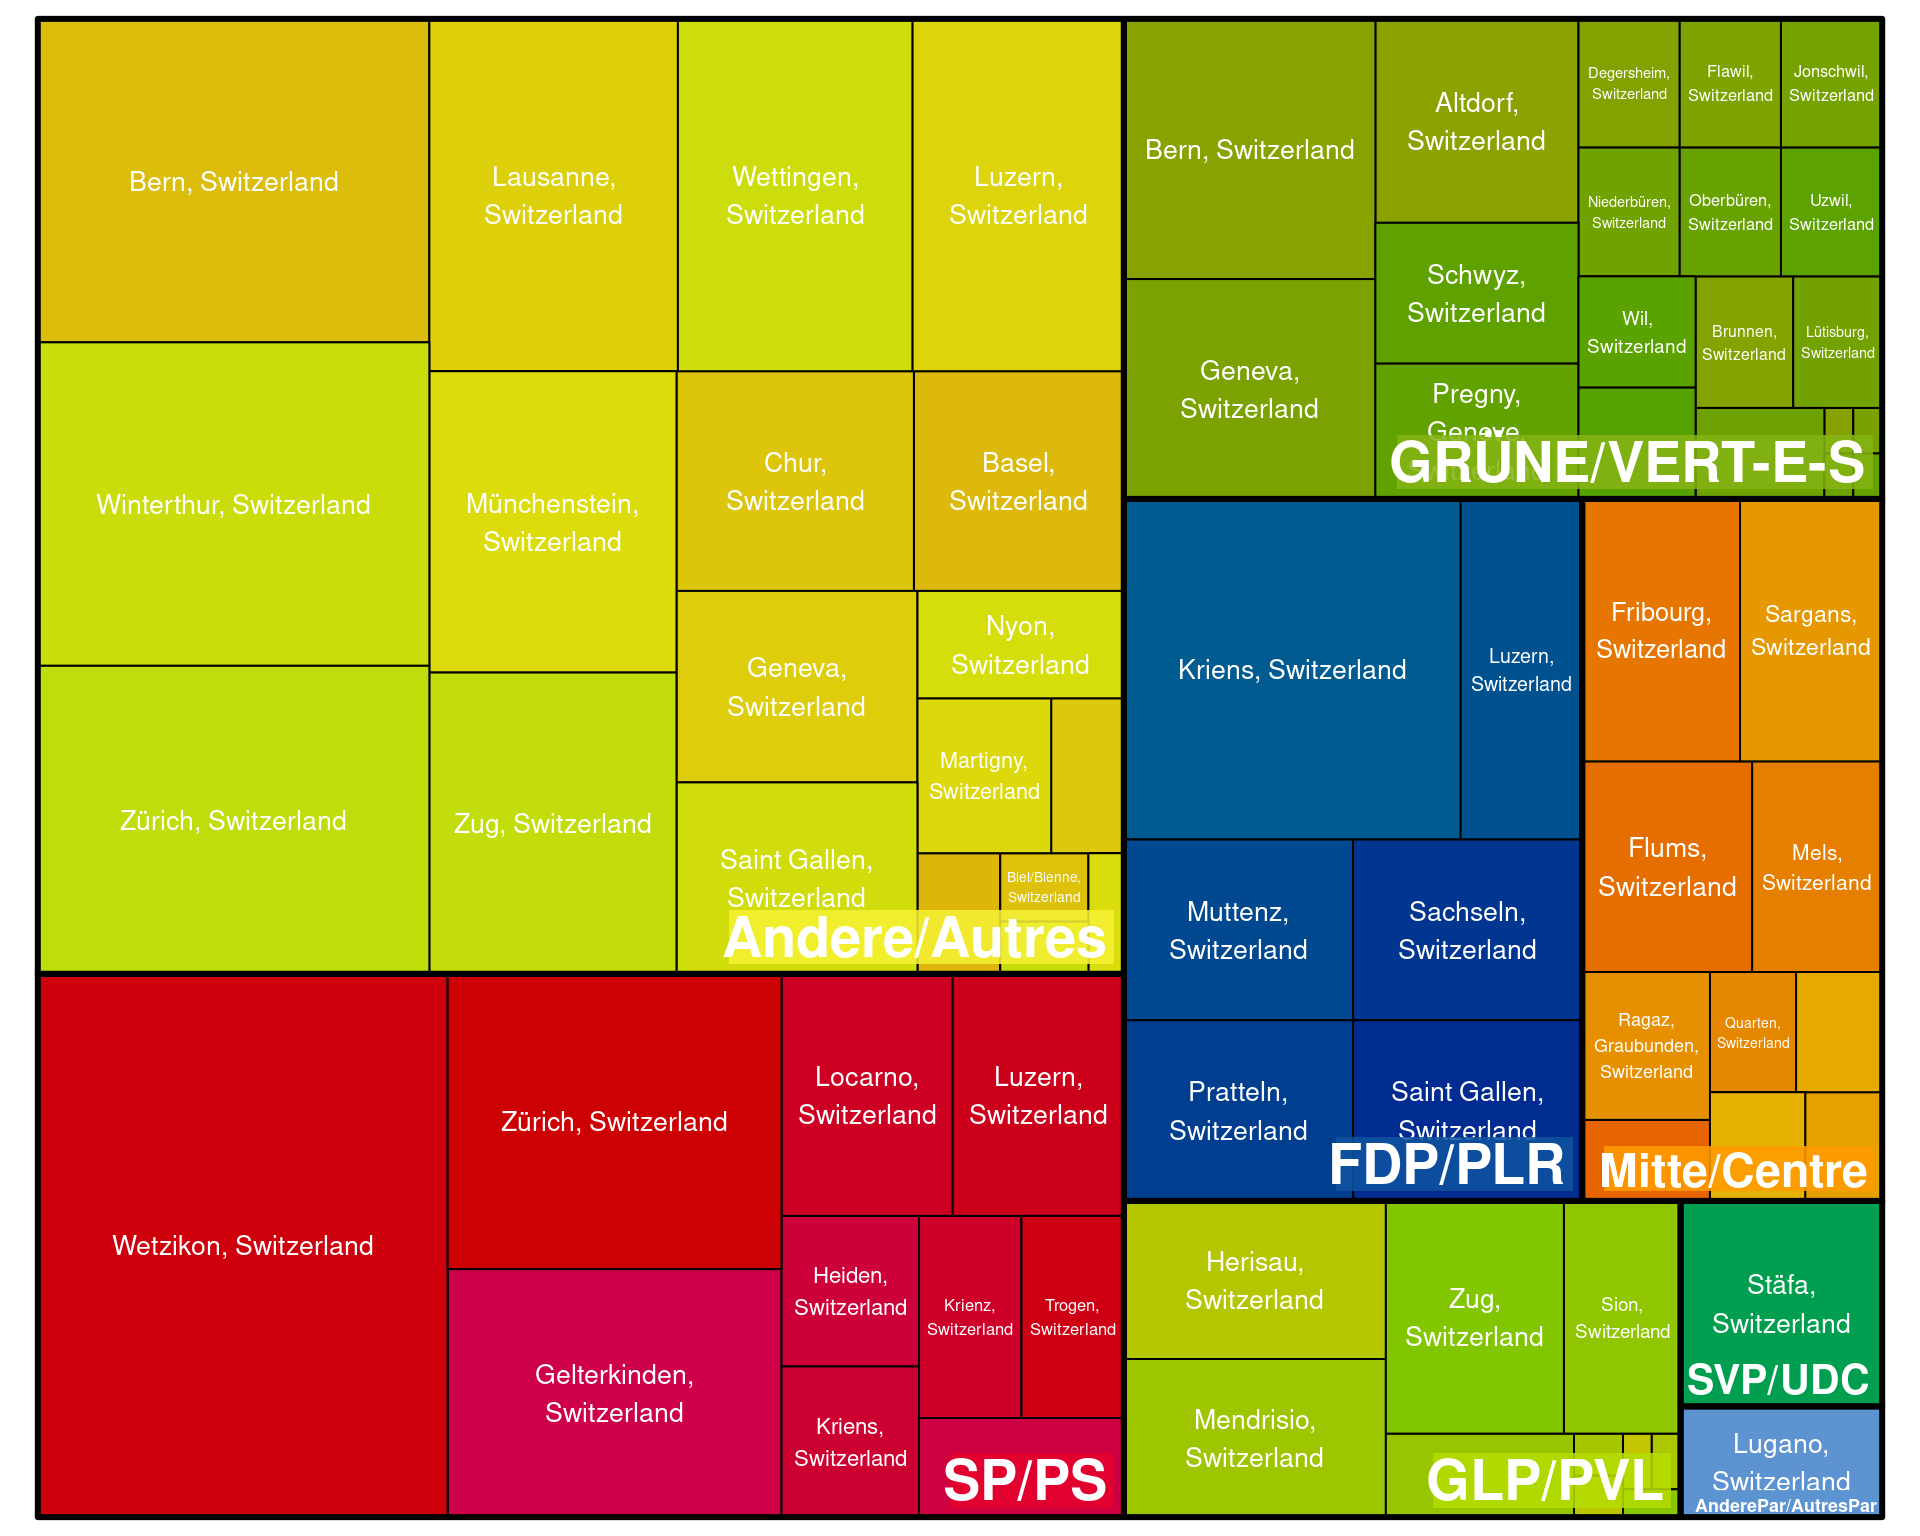 Bern, Switzerland
Lausanne,
Switzerland
Wettingen,
Switzerland
Luzern,
Switzerland
Winterthur, Switzerland
Münchenstein,
Switzerland
Chur,
Switzerland
Basel,
Switzerland
Geneva,
Switzerland
Nyon,
Switzerland
Martigny,
Switzerland
Zürich, Switzerland
Zug, Switzerland
Saint Gallen,
Switzerland
Biel/Bienne,
Switzerland
Andere/Autres
Bern, Switzerland
Altdorf,
Switzerland
Degersheim,
Switzerland
Flawil,
Switzerland
Jonschwil,
Switzerland
Niederbüren,
Switzerland
Oberbüren,
Switzerland
Uzwil,
Switzerland
Geneva,
Switzerland
Schwyz,
Switzerland
Wil,
Switzerland
Brunnen,
Switzerland
Lütisburg,
Switzerland
Pregny,
Geneve,
GRÜNE/VERT-E-S
Kriens, Switzerland
Luzern,
Switzerland
Muttenz,
Switzerland
Sachseln,
Switzerland
Pratteln,
Switzerland
Saint Gallen,
Switzerland
FDP/PLR
Fribourg,
Switzerland
Sargans,
Switzerland
Flums,
Switzerland
Mels,
Switzerland
Ragaz,
Graubunden,
Switzerland
Quarten,
Switzerland
Mitte/Centre
Wetzikon, Switzerland
Zürich, Switzerland
Gelterkinden,
Switzerland
Locarno,
Switzerland
Luzern,
Switzerland
Heiden,
Switzerland
Krienz,
Switzerland
Trogen,
Switzerland
Kriens,
Switzerland
SP/PS
Herisau,
Switzerland
Zug,
Switzerland
Sion,
Switzerland
Mendrisio,
Switzerland
GLP/PVL
Stäfa,
Switzerland
SVP/UDC
Lugano,
Switzerland
AnderePar/AutresPar